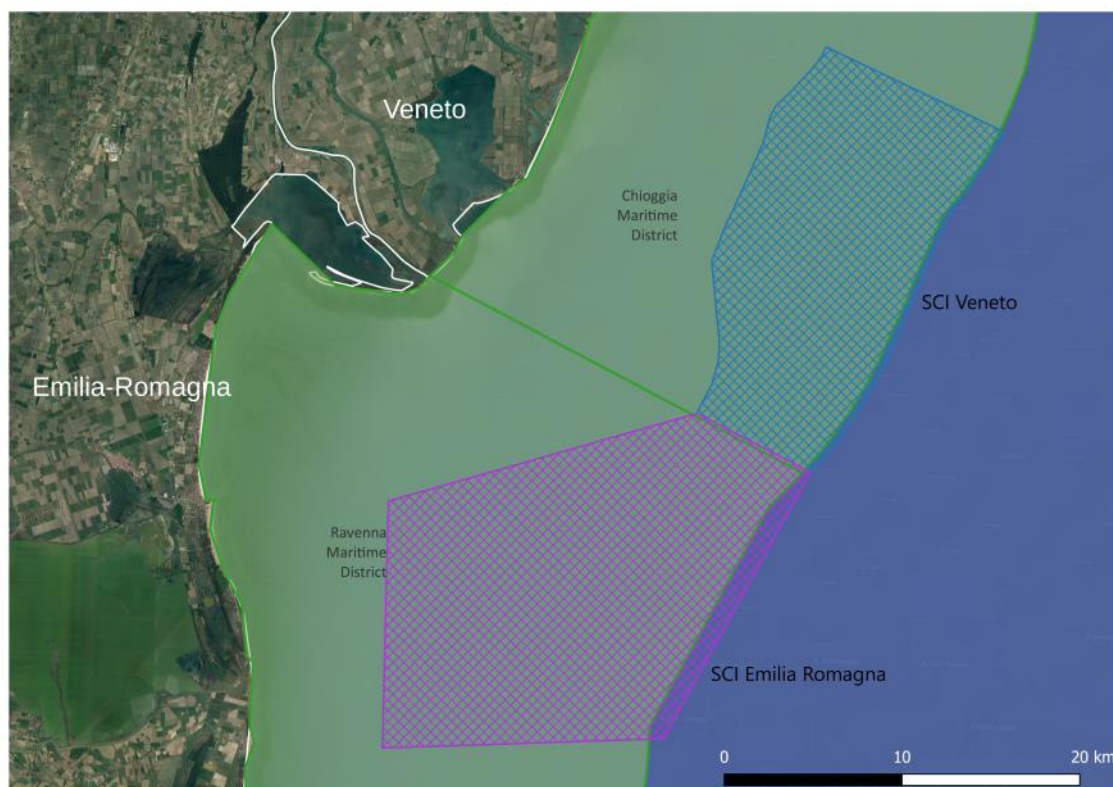 Veneto
Chioggia
Maritime
District
SCI Veneto
Emilia-Romagna
Ravenna
Maritime
District
SCI Emilia Romagna
0 10 20 km